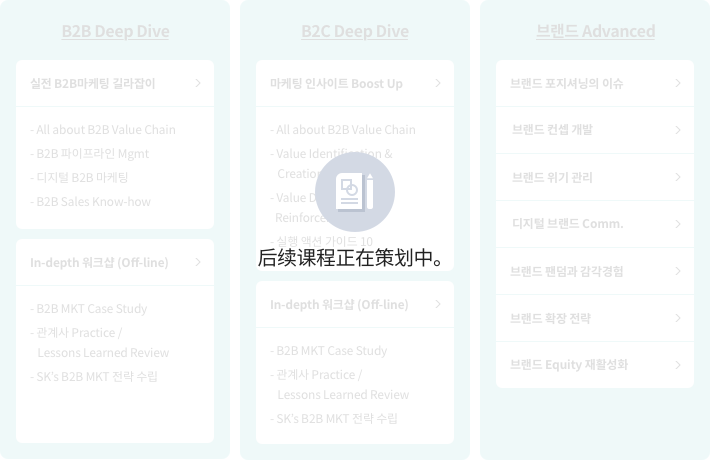 B2B Deep Dive
실전 B2B마케팅 길라잡이
- All about B2B Value Chain
- B2B 파이프라인 Mgmt
- 디지털 B2B 마케팅
- B2B Sales Know-how
In-depth 워크샵 (Off-line)
- B2B MKT Case Study
- 관계사 Practice /
Lessons Learned Review
- SK's B2B MKT 전략 수립
B2C Deep Dive
마케팅 인사이트 Boost Up
- All about B2B Value Chain
- Value Identification &
Creation
- Value D
Reinforce
- 실행 액션 가이드 10
后续课程正在策划中。
In-depth 워크샵 (Off-line)
- B2B MKT Case Study
- 관계사 Practice /
Lessons Learned Review
- SK's B2B MKT 전략 수립
브랜드 Advanced
브랜드 포지셔닝의 이슈
브랜드 컨셉 개발
브랜드 위기 관리
디지털 브랜드 Comm.
브랜드 팬덤과 감각경험
브랜드 확장 전략
브랜드 Equity 재활성화